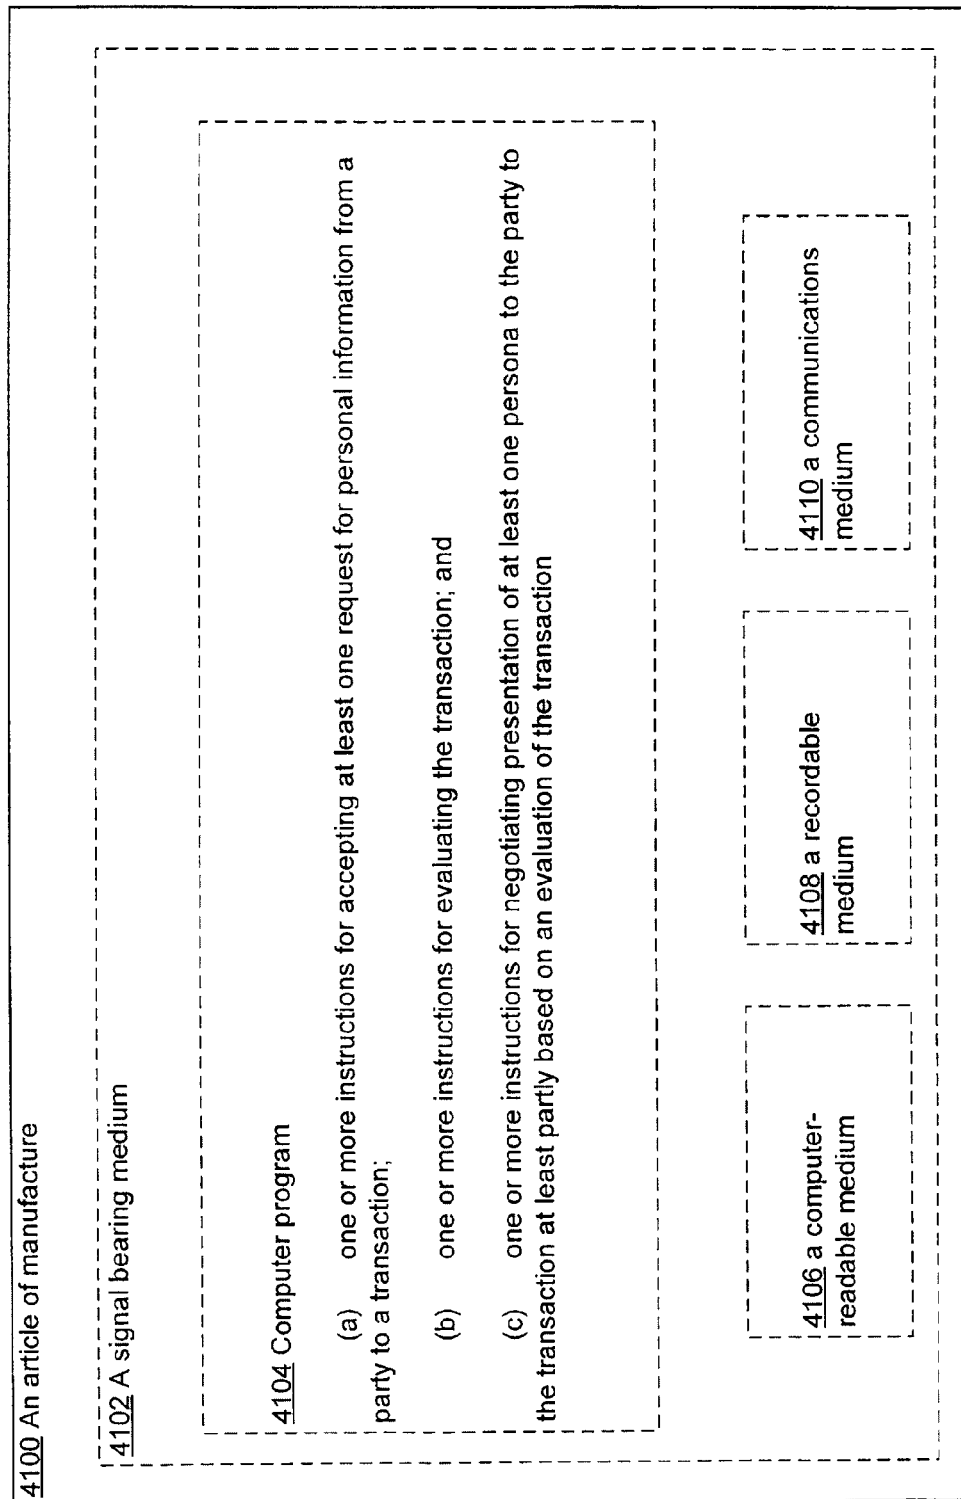 4100 An article of manufacture
4102 A signal bearing medium
4104 Computer program
(a) one or more instructions for accepting at least one request for personal information from a
party to a transaction;
(b) one or more instructions for evaluating the transaction; and
(c) one or more instructions for negotiating presentation of at least one persona to the party to
the transaction at least partly based on an evaluation of the transaction
4106 a computer-
readable medium
4108 a recordable
medium
4110 a communications
medium